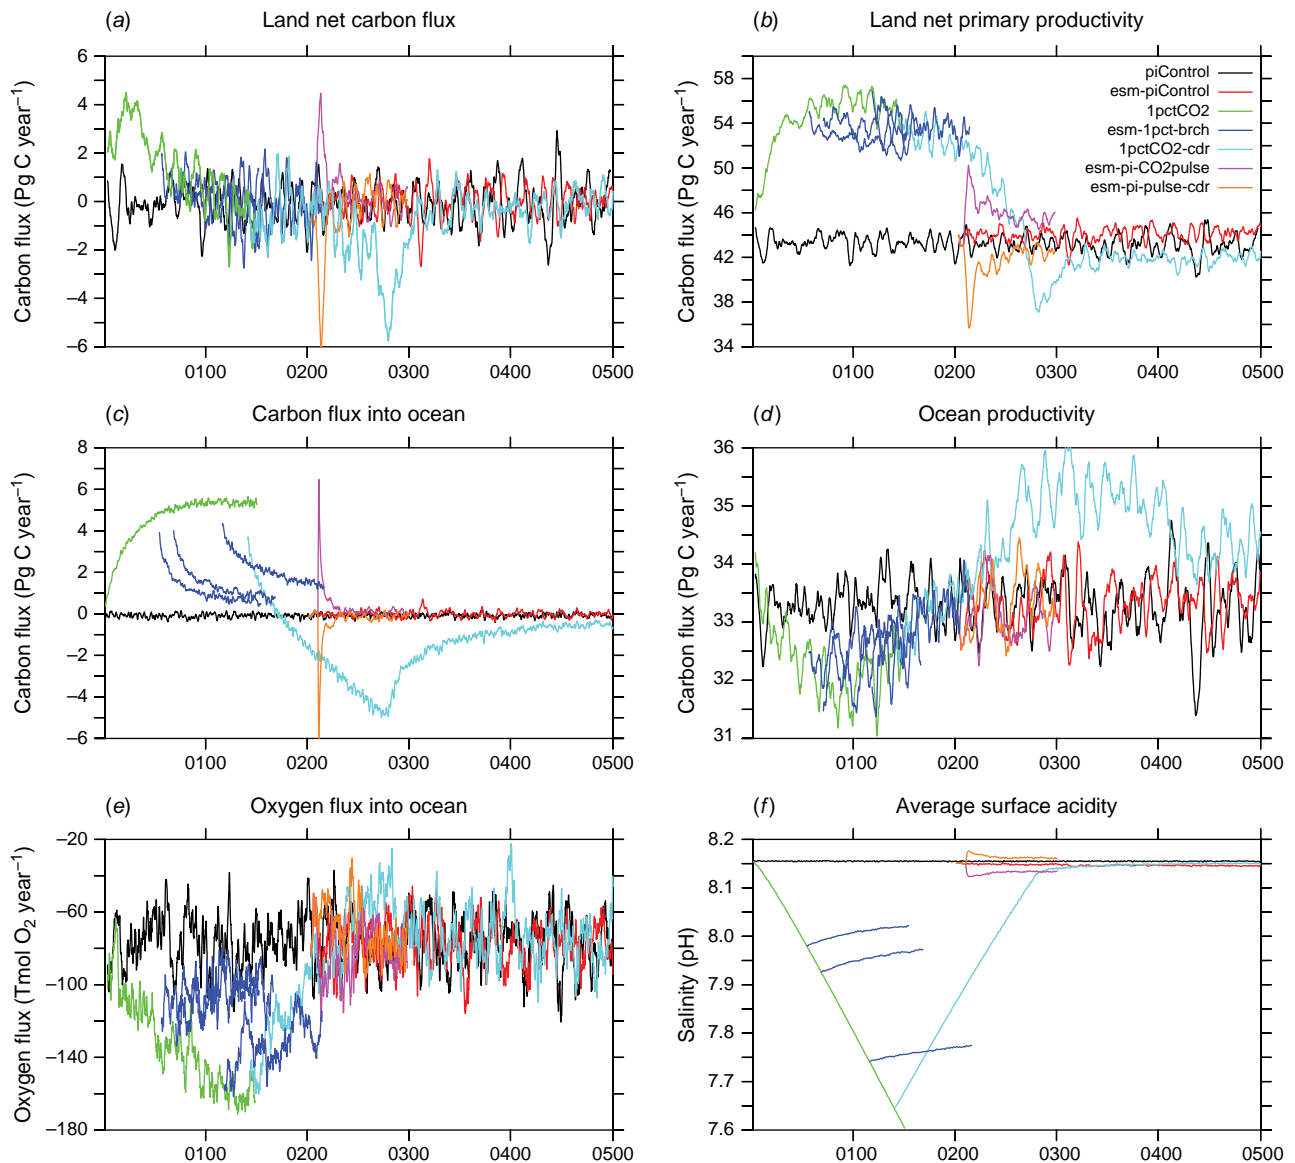 (a) Land net carbon flux
Carbon flux (Pg C year⁻¹)
6
4
2
0
–2
–4
–6
0100 0200 0300 0400 0500
(b) Land net primary productivity
Carbon flux (Pg C year⁻¹)
58
54
52
46
42
38
34
piControl
esm-piControl
1pctCO2
esm-1pct-brch
1pctCO2-cdr
esm-pi-CO2pulse
esm-pi-pulse-cdr
0100 0200 0300 0400 0500
(c) Carbon flux into ocean
Carbon flux (Pg C year⁻¹)
8
6
4
2
0
–2
–4
–6
0100 0200 0300 0400 0500
(d) Ocean productivity
Carbon flux (Pg C year⁻¹)
36
35
34
33
32
31
0100 0200 0300 0400 0500
(e) Oxygen flux into ocean
Oxygen flux (Tmol O₂ year⁻¹)
–20
–60
–100
–140
–180
0100 0200 0300 0400 0500
(f) Average surface acidity
Salinity (pH)
8.2
8.1
8.0
7.9
7.8
7.7
7.6
0100 0200 0300 0400 0500